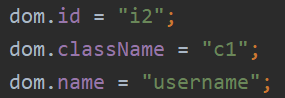 dom.id = "i2";
dom.className = "c1";
dom.name = "username";